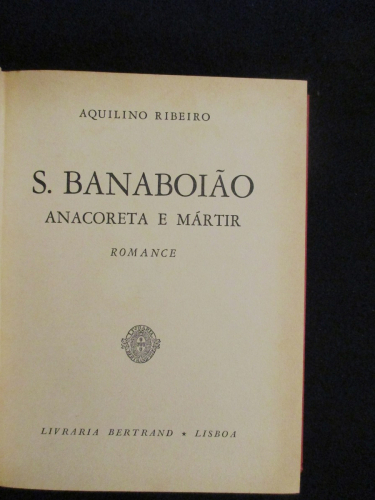 AQUILINO RIBEIRO
S. BANABOIÃO
ANACORETA E MÁRTIR
ROMANCE
LIVRARIA BERTRAND • LISBOA